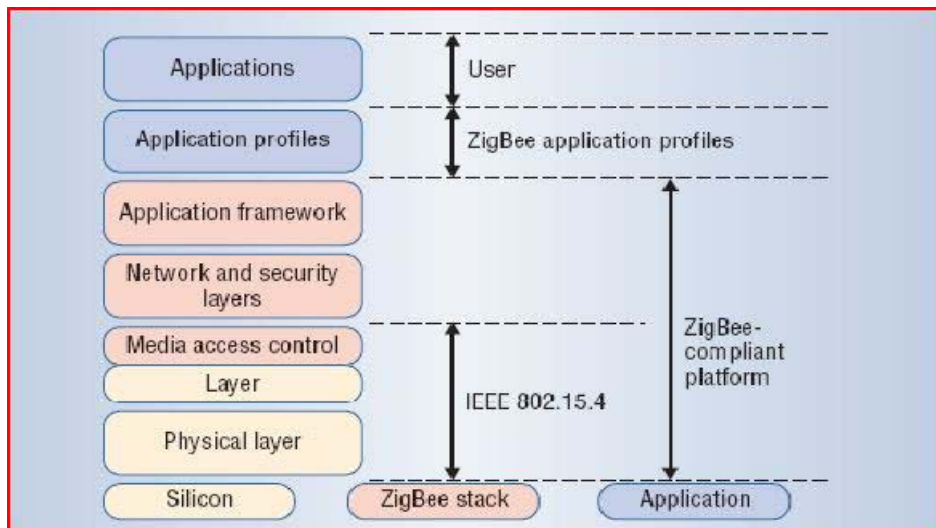 Applications
User
Application profiles
ZigBee application profiles
Application framework
Network and security
layers
Media access control
Layer
Physical layer
IEEE 802.15.4
ZigBee-
compliant
platform
Silicon
ZigBee stack
Application